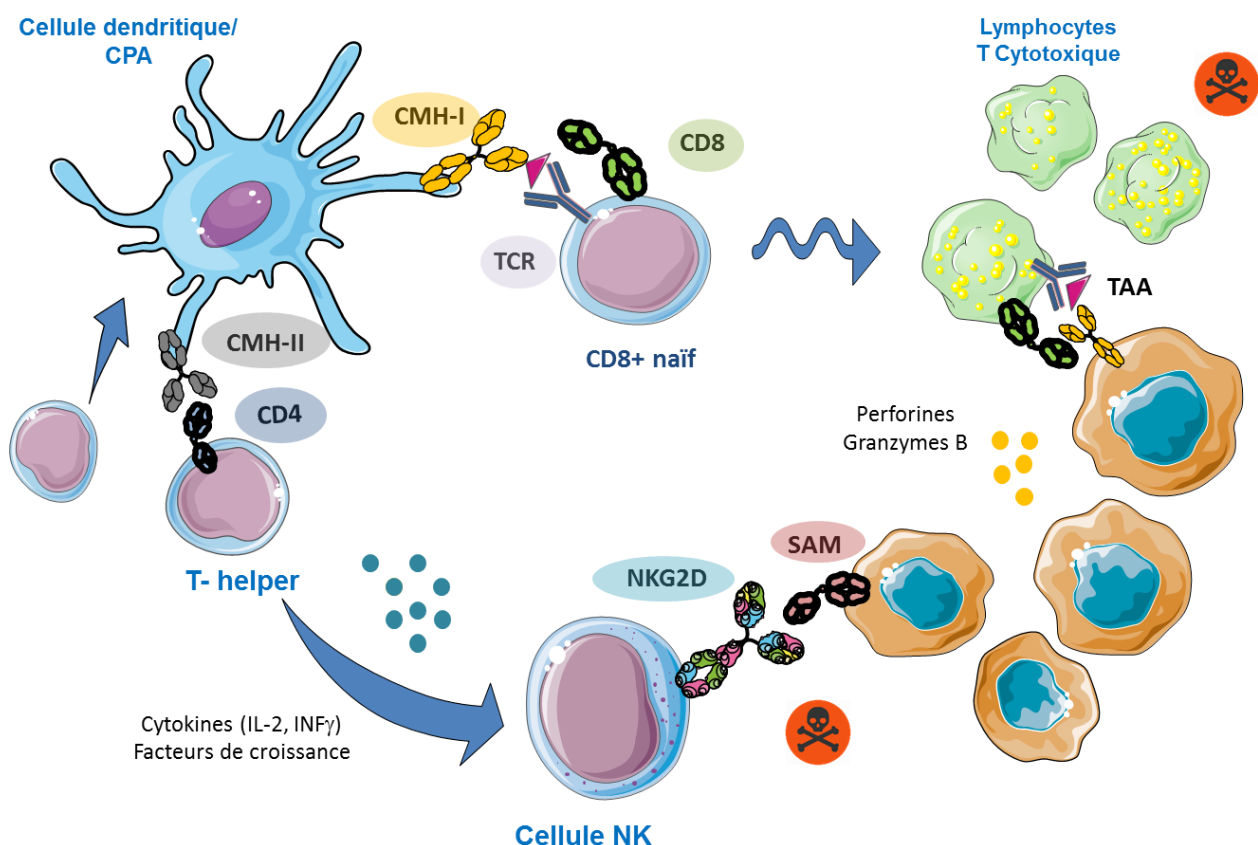 Cellule dendritique/
CPA
Lymphocytes
T Cytotoxique
CMH-I
CD8
TCR
TAA
CMH-II
CD8+ naïf
CD4
Perforines
Granzymes B
SAM
T- helper
NKG2D
Cytokines (IL-2, INFγ)
Facteurs de croissance
Cellule NK